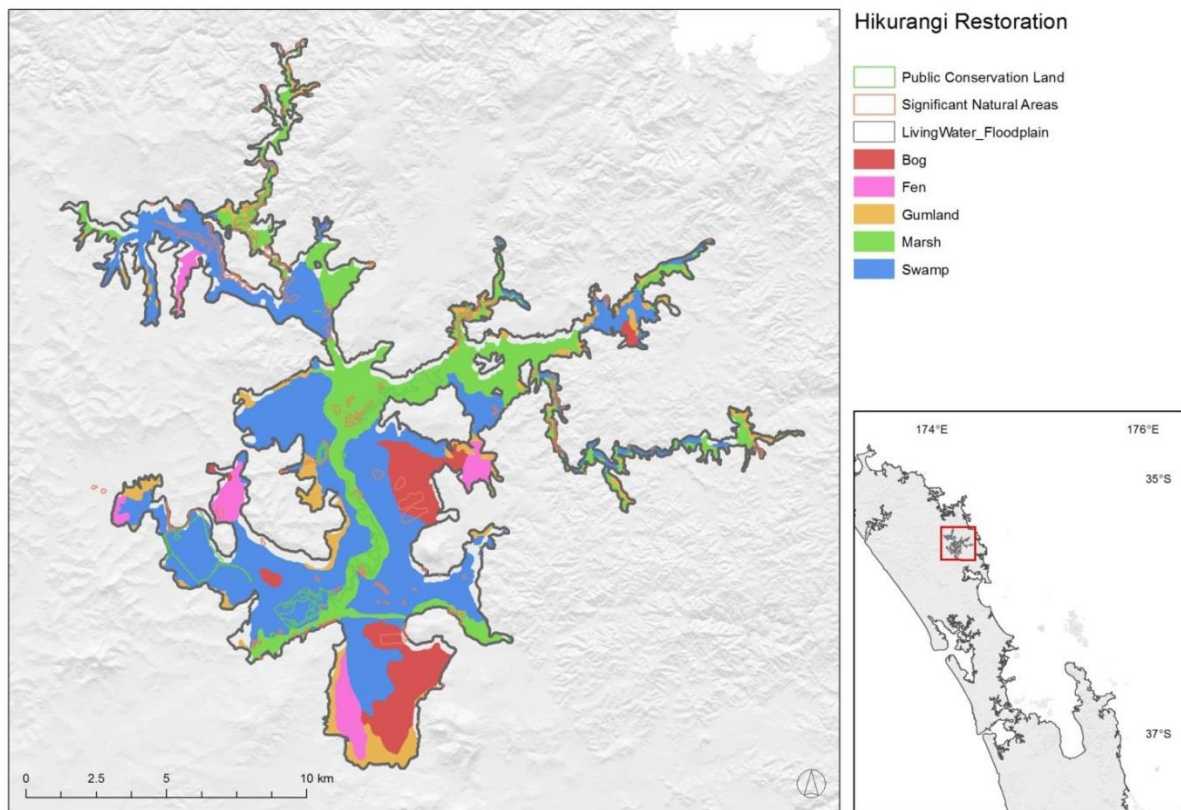 Hikurangi Restoration
Public Conservation Land
Significant Natural Areas
LivingWater_Floodplain
Bog
Fen
Gumland
Marsh
Swamp
174°E 176°E
35°S
37°S
0 2.5 5 10 km